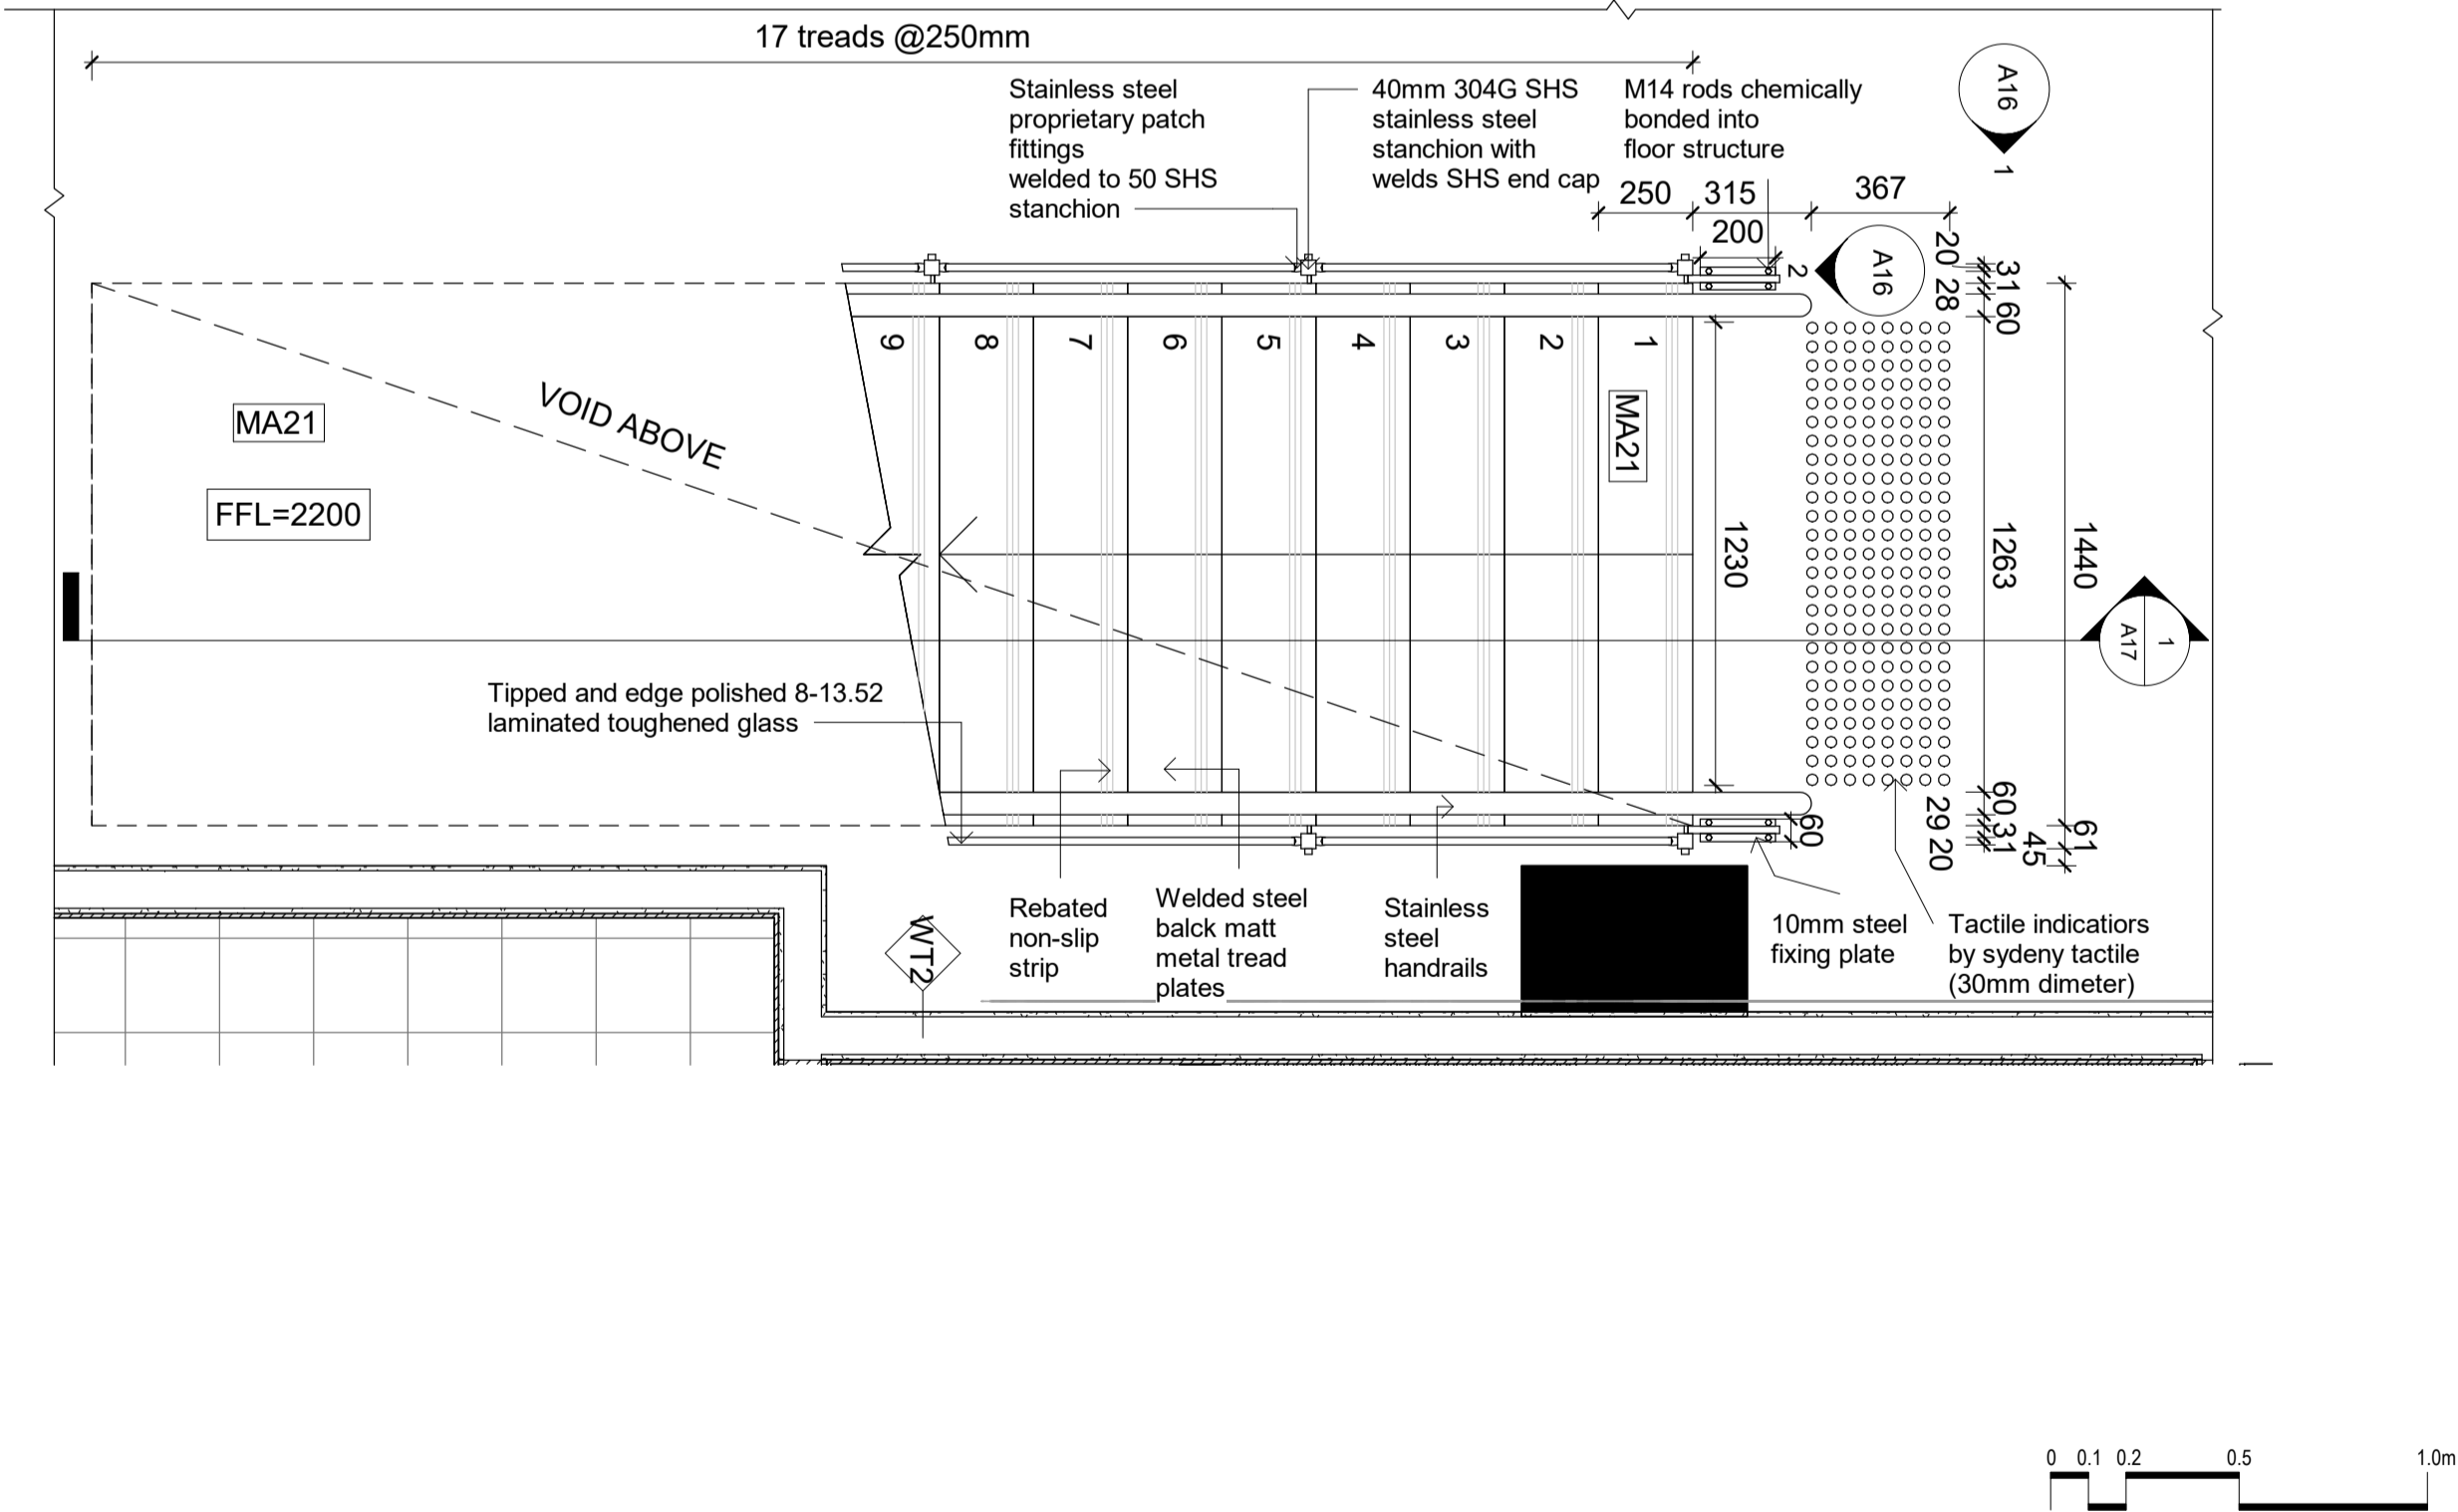 17 treads @250mm
Stainless steel
proprietary patch
fittings
welded to 50 SHS
stanchion
40mm 304G SHS
stainless steel
stanchion with
welds SHS end cap
M14 rods chemically
bonded into
floor structure
A16
1
250
315
367
200
2
A16
20
31
28
60
9
8
7
6
5
4
3
2
1
MA21
VOID ABOVE
MA21
FFL=2200
1230
1263
1440
1
A17
Tipped and edge polished 8-13.52
laminated toughened glass
60
60
29
31
20
61
45
WT2
Rebated
non-slip
strip
Welded steel
balck matt
metal tread
plates
Stainless
steel
handrails
10mm steel
fixing plate
Tactile indicatiors
by sydeny tactile
(30mm dimeter)
0 0.1 0.2 0.5 1.0m